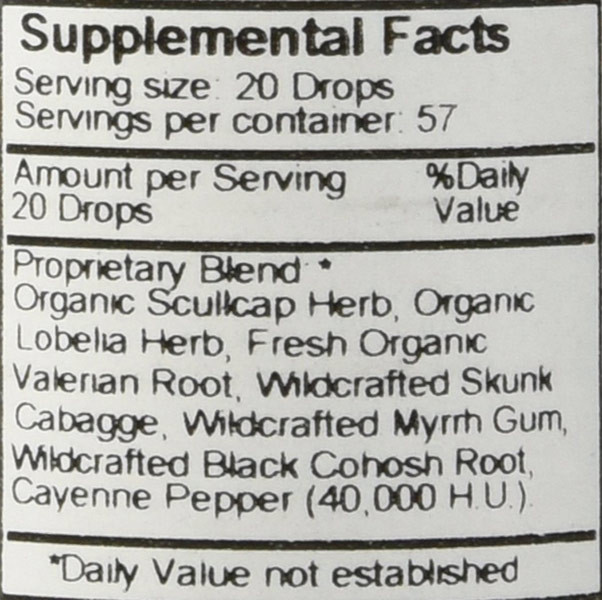 Supplemental Facts
Serving size: 20 Drops
Servings per container: 57
Amount per Serving %Daily
20 Drops Value
Proprietary Blend *
Organic Scullcap Herb, Organic
Lobelia Herb, Fresh Organic
Valerian Root, Wildcrafted Skunk
Cabagge, Wildcrafted Myrrh Gum,
Wildcrafted Black Cohosh Root,
Cayenne Pepper (40,000 H.U.).
*Daily Value not established